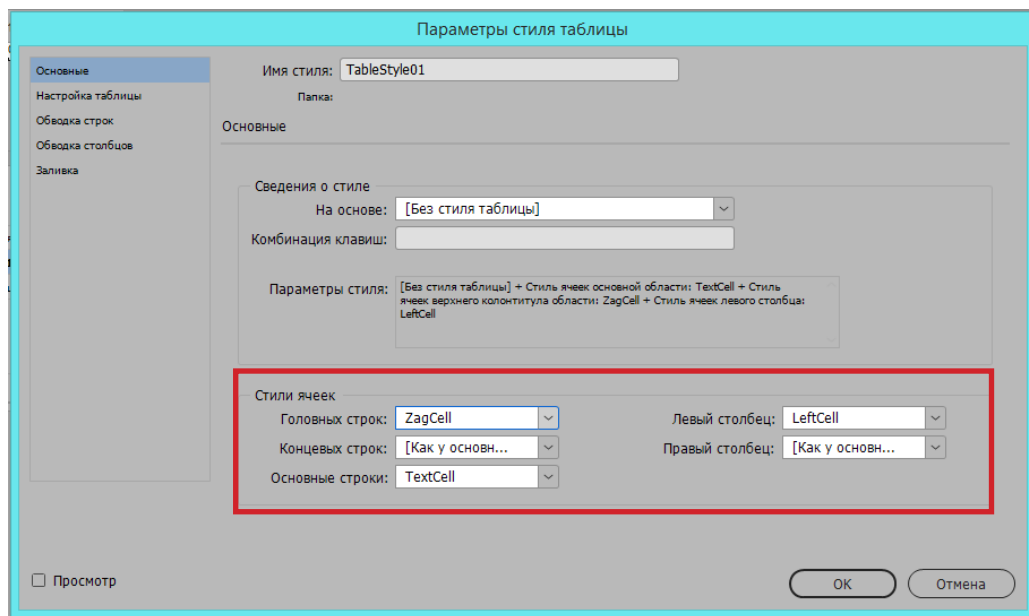 Параметры стиля таблицы
Основные
Настройка таблицы
Обводка строк
Обводка столбцов
Заливка
Имя стиля: TableStyle01
Папка:
Основные
Сведения о стиле
На основе: [Без стиля таблицы]
Комбинация клавиш:
Параметры стиля: [Без стиля таблицы] + Стиль ячеек основной области: TextCell + Стиль
ячеек верхнего колонтитула области: ZagCell + Стиль ячеек левого столбца:
LeftCell
Стили ячеек
Головных строк: ZagCell Левый столбец: LeftCell
Концевых строк: [Как у основн... Правый столбец: [Как у основн...
Основные строки: TextCell
Просмотр OK Отмена